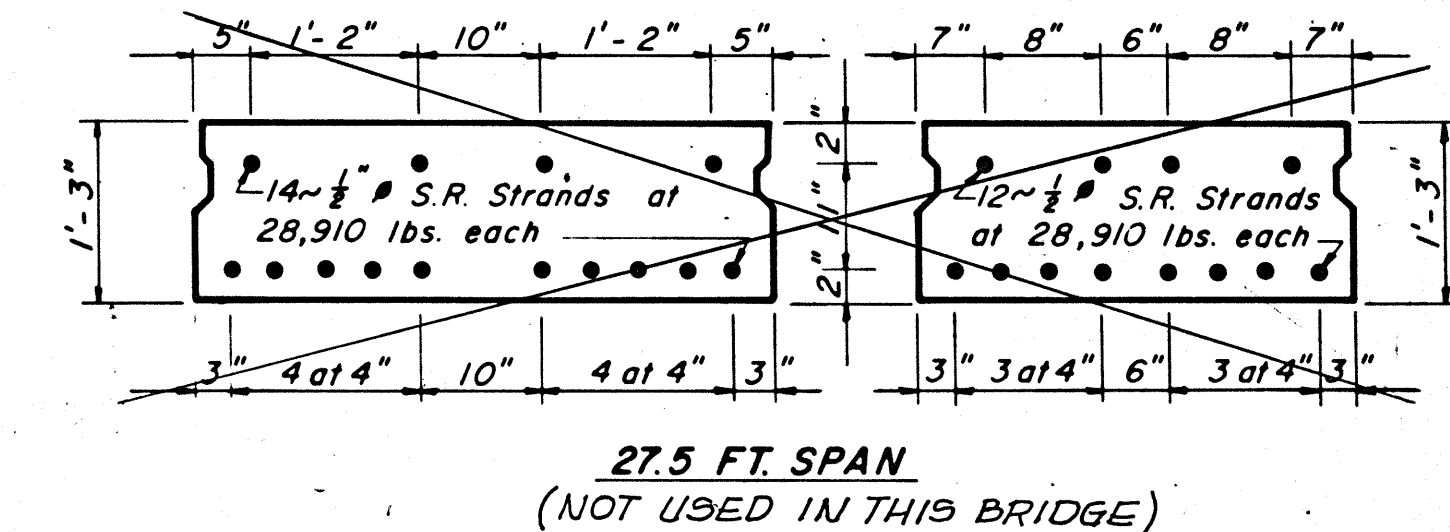 5" 1'-2" 10" 1'-2" 5" 7" 8" 6" 8" 7"
2"
1'-3" 11" 1'-3"
14~½"ø S.R. Strands at
28,910 lbs. each
12~½ ø S.R. Strands
at 28,910 lbs. each
2"
3" 4 at 4" 10" 4 at 4" 3" 3" 3 at 4" 6" 3 at 4" 3"
27.5 FT. SPAN
(NOT USED IN THIS BRIDGE)